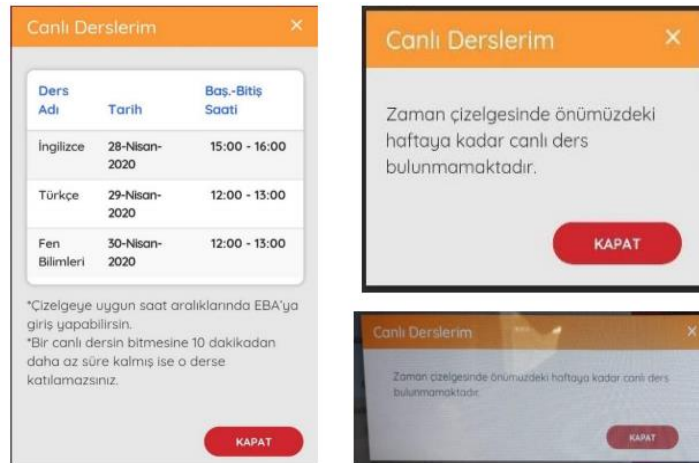 Canlı Derslerim ×
Ders Adı Tarih Baş.-Bitiş Saati
İngilizce 28-Nisan-2020 15:00 - 16:00
Türkçe 29-Nisan-2020 12:00 - 13:00
Fen Bilimleri 30-Nisan-2020 12:00 - 13:00
*Çizelgeye uygun saat aralıklarında EBA'ya
giriş yapabilirsin.
*Bir canlı dersin bitmesine 10 dakikadan
daha az süre kalmış ise o derse
katılamazsınız.
KAPAT
Canlı Derslerim ×
Zaman çizelgesinde önümüzdeki
haftaya kadar canlı ders
bulunmamaktadır.
KAPAT
Canlı Derslerim ×
Zaman çizelgesinde önümüzdeki haftaya kadar canlı ders
bulunmamaktadır.
KAPAT